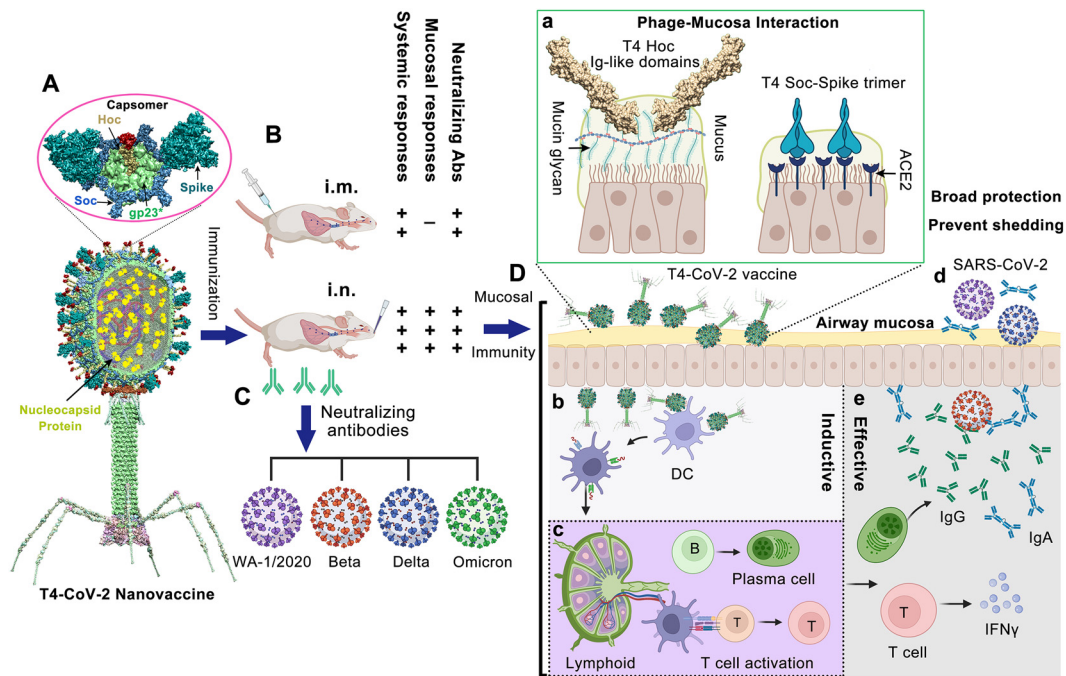 A
Capsomer
Hoc
Spike
Soc
gp23*
Nucleocapsid
Protein
T4-CoV-2 Nanovaccine
Immunization
B
Systemic responses
Mucosal responses
Neutralizing Abs
i.m.
+ – +
+ +
i.n.
+ + +
+ + +
+ + +
Mucosal
Immunity
C
Neutralizing
antibodies
WA-1/2020
Beta
Delta
Omicron
D
a
Phage-Mucosa Interaction
T4 Hoc
Ig-like domains
T4 Soc-Spike trimer
Mucin glycan
Mucus
ACE2
Broad protection
Prevent shedding
T4-CoV-2 vaccine
Airway mucosa
d
SARS-CoV-2
b
DC
Inductive
Effective
e
IgG
IgA
c
B
Plasma cell
Lymphoid
T
T
T cell activation
T
T cell
IFNγ